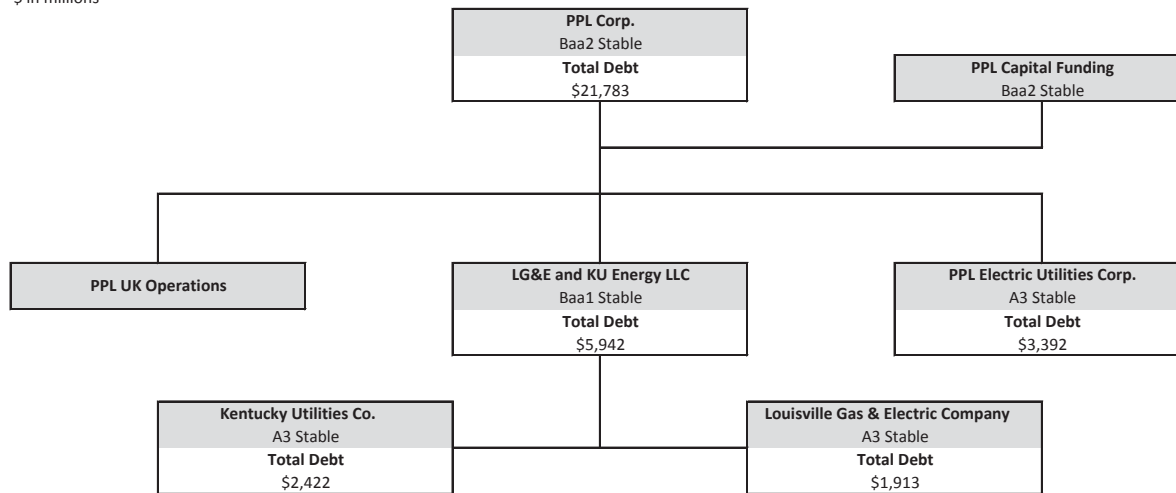 $ in millions
PPL Corp.
Baa2 Stable
Total Debt
$21,783
PPL Capital Funding
Baa2 Stable
PPL UK Operations
LG&E and KU Energy LLC
Baa1 Stable
Total Debt
$5,942
PPL Electric Utilities Corp.
A3 Stable
Total Debt
$3,392
Kentucky Utilities Co.
A3 Stable
Total Debt
$2,422
Louisville Gas & Electric Company
A3 Stable
Total Debt
$1,913